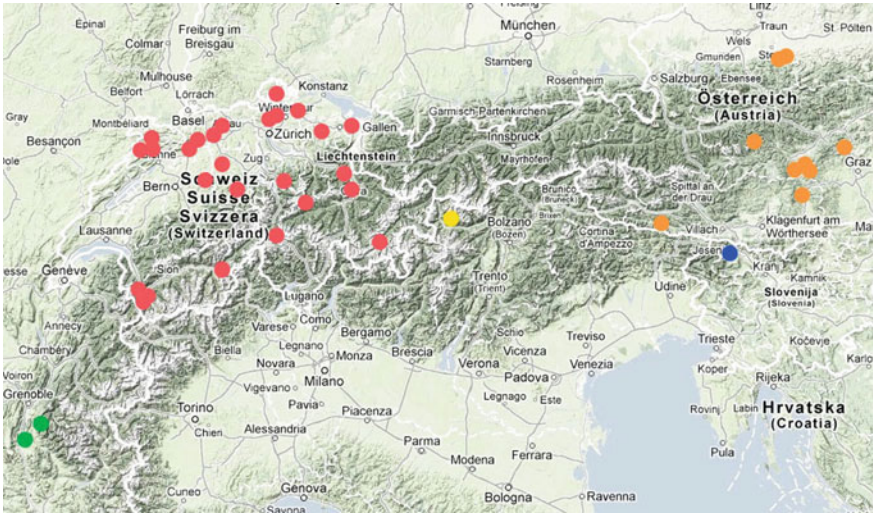 Épinal
Freiburg im
Breisgau
München
Linz
Traun
St. Pölten
Wels
Colmar
Starnberg
Gmunden
Mulhouse
Belfort
Lörrach
Konstanz
Rosenheim
Salzburg
Ebensee
Montbéliard
Basel
Gray
Österreich
(Austria)
Besançon
Zürich
Gallen
Garmisch-Partenkirchen
Innsbruck
Zug
Liechtenstein
Mayrhofen
Graz
Bern
Schweiz
Suisse
Svizzera
(Switzerland)
Brunico
(Bruneck)
Spittal an
der Drau
Brixen
Bolzano
(Bozen)
Cortina
d'Ampezzo
Villach
Klagenfurt am
Wörthersee
Lausanne
Genève
Sion
Jesen
Kranj
Kamnik
Trento
(Trient)
Udine
Slovenija
(Slovenia)
Lugano
Annecy
Chambéry
Varese
Como
Bergamo
Schio
Treviso
Trieste
Kočevje
Biella
Legnano
Monza
Brescia
Vicenza
Koper
Voiron
Novara
Milano
Verona
Padova
Venezia
Rijeka
Grenoble
Vigevano
Legnago
Este
Rovinj
Labin
Hrvatska
(Croatia)
Torino
Pavia
Piacenza
Chieri
Alessandria
Pula
Parma
Ferrara
Modena
Cuneo
Génova
Bologna
Ravenna
Savona